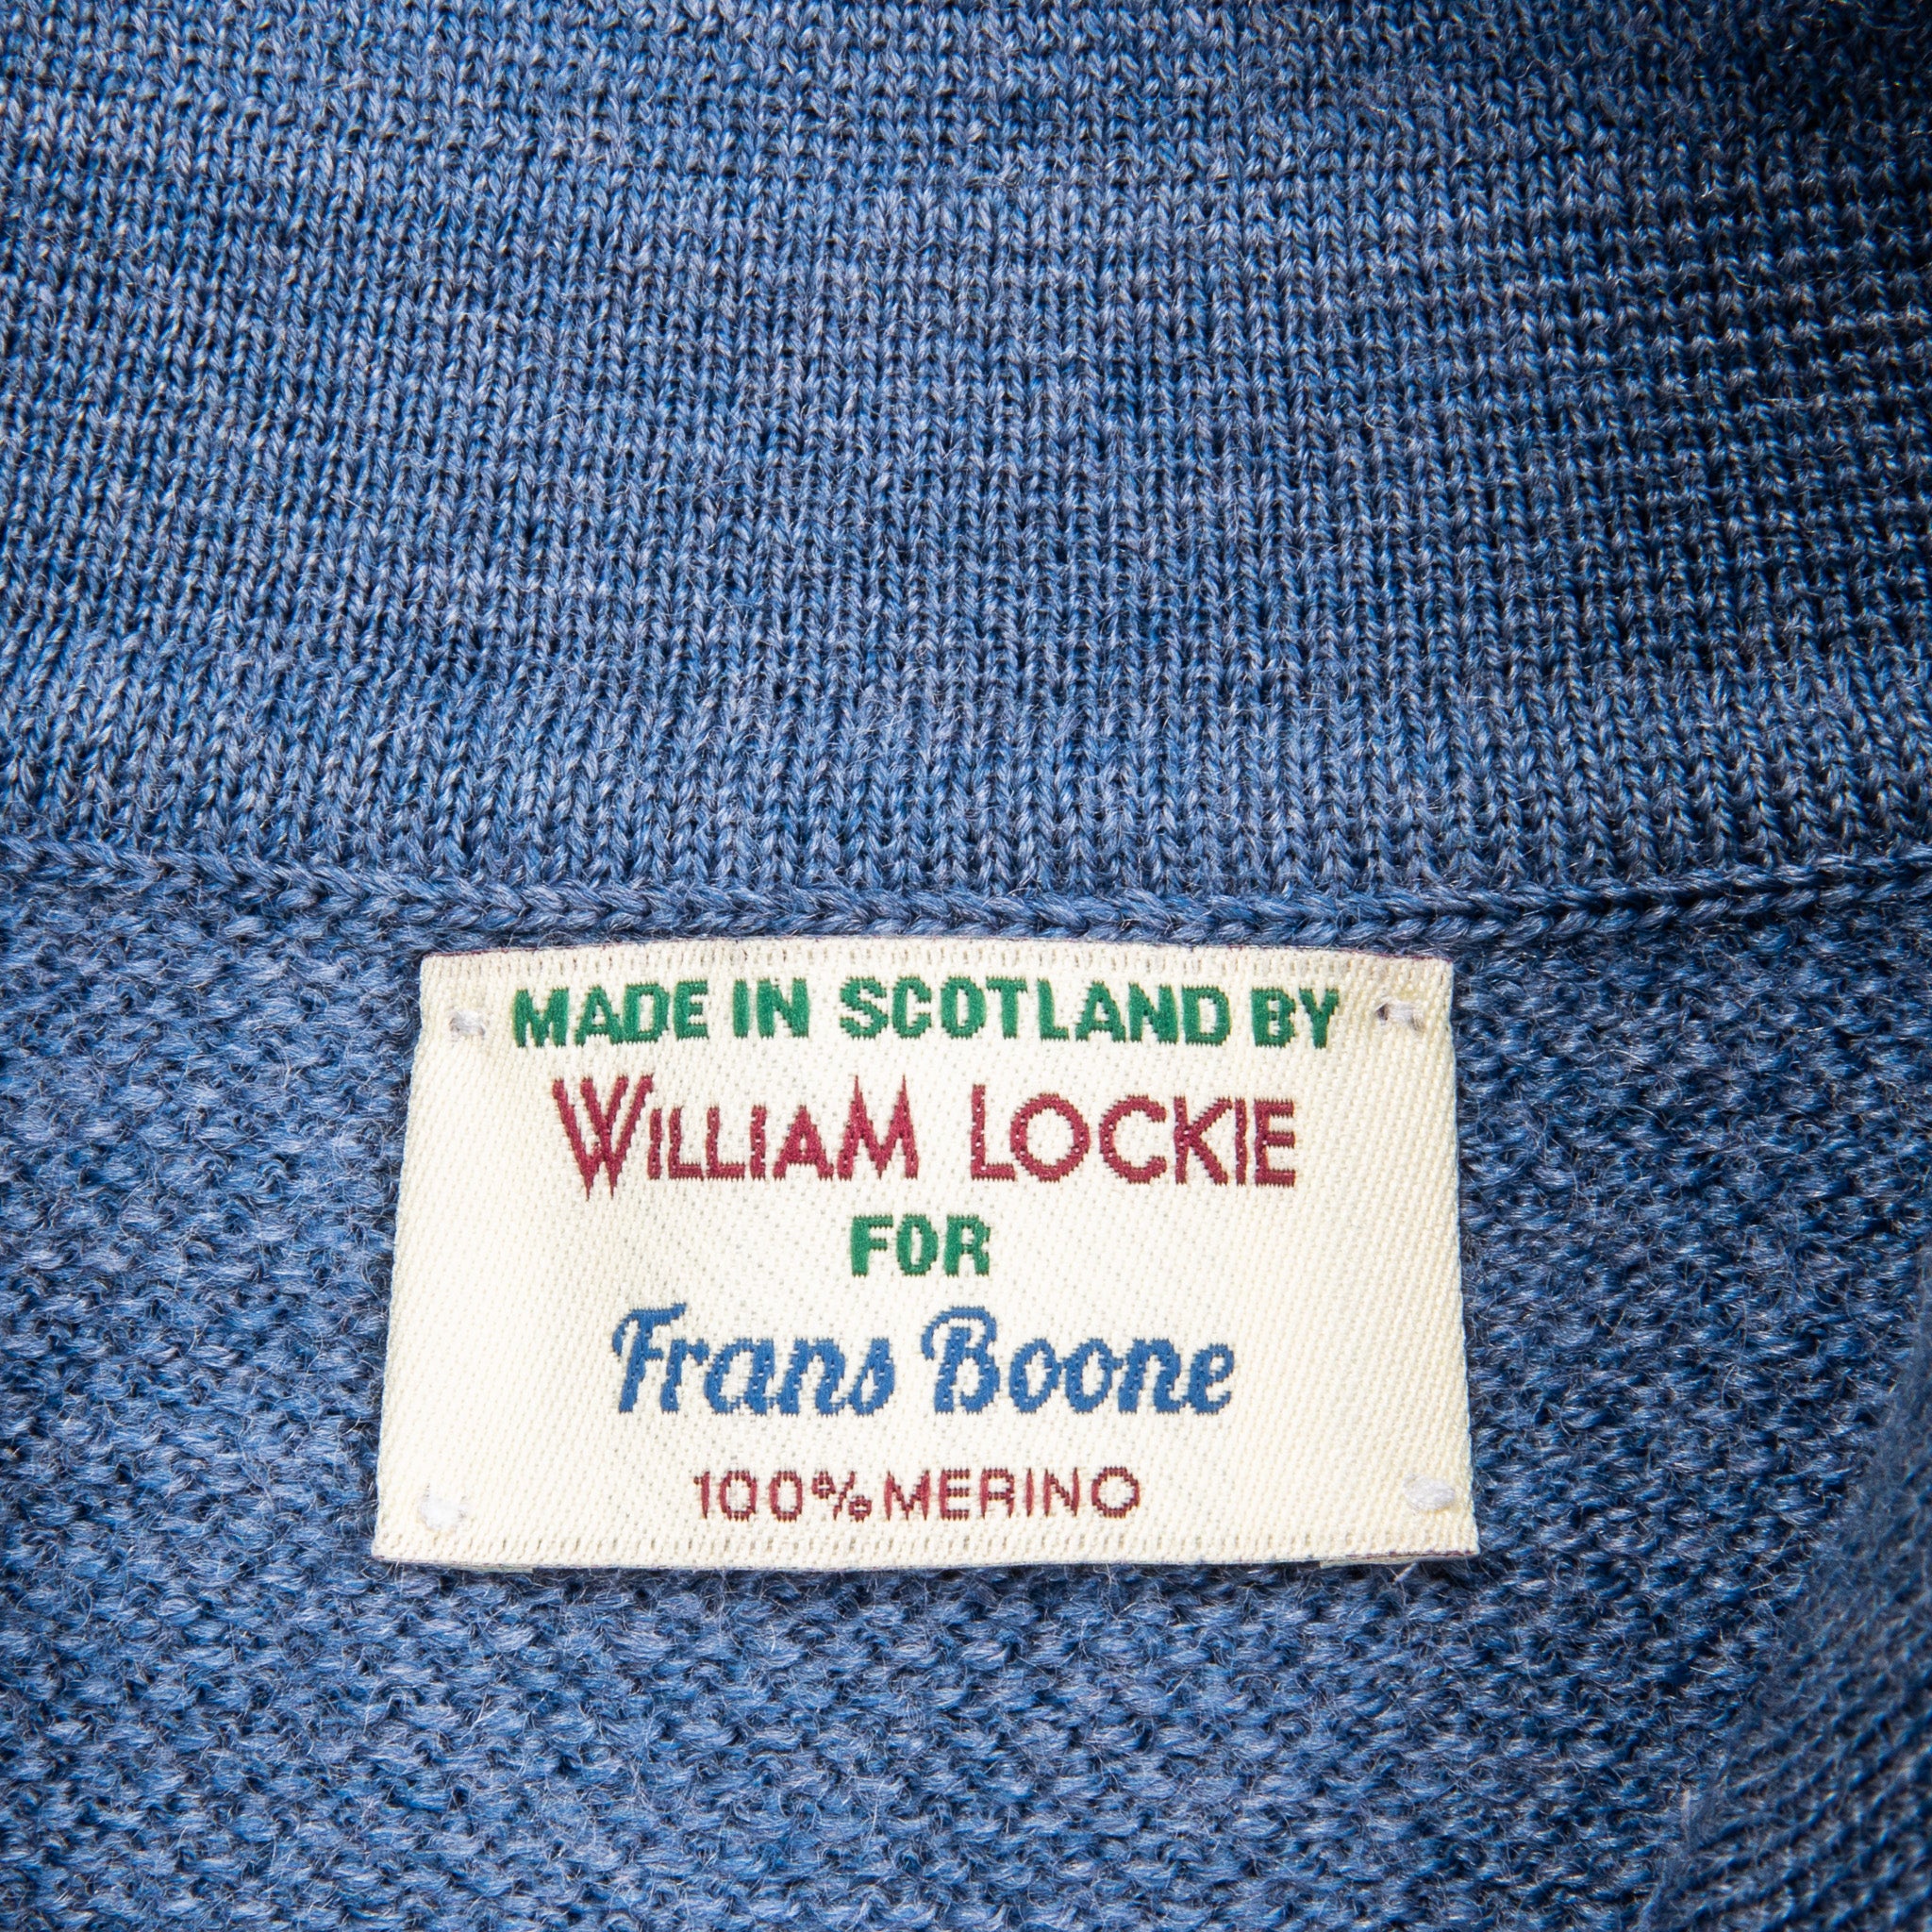 MADE IN SCOTLAND BY
WILLIAM LOCKIE
FOR
Frans Boone
100% MERINO